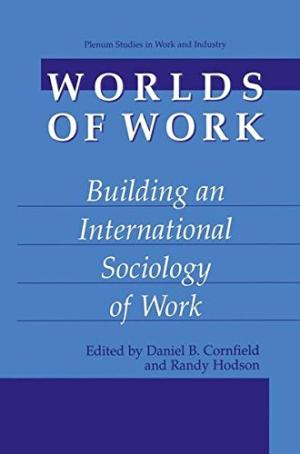 Plenum Studies in Work and Industry
WORLDS
OF WORK
Building an
International
Sociology
of Work
Edited by Daniel B. Cornfield
and Randy Hodson